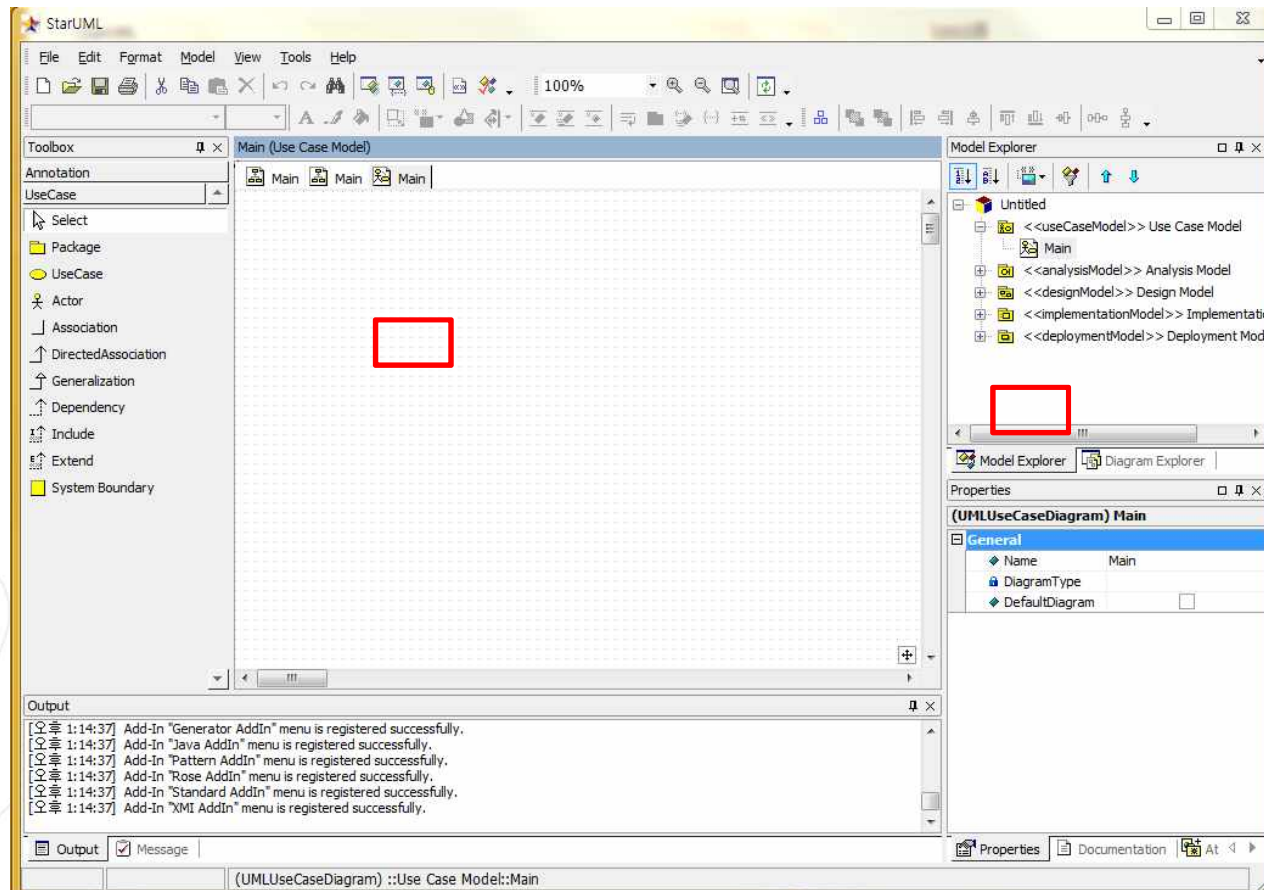 StarUML
File Edit Format Model View Tools Help
100%
Toolbox
Main (Use Case Model)
Model Explorer
Annotation
UseCase
Select
Package
UseCase
Actor
Association
DirectedAssociation
Generalization
Dependency
Include
Extend
System Boundary
Main Main Main
Untitled
<<useCaseModel>> Use Case Model
Main
<<analysisModel>> Analysis Model
<<designModel>> Design Model
<<implementationModel>> Implementati
<<deploymentModel>> Deployment Mod
Model Explorer Diagram Explorer
Properties
(UMLUseCaseDiagram) Main
General
Name Main
DiagramType
DefaultDiagram
Output
[오후 1:14:37] Add-In "Generator AddIn" menu is registered successfully.
[오후 1:14:37] Add-In "Java AddIn" menu is registered successfully.
[오후 1:14:37] Add-In "Pattern AddIn" menu is registered successfully.
[오후 1:14:37] Add-In "Rose AddIn" menu is registered successfully.
[오후 1:14:37] Add-In "Standard AddIn" menu is registered successfully.
[오후 1:14:37] Add-In "XMI AddIn" menu is registered successfully.
Output Message
Properties Documentation At
(UMLUseCaseDiagram) ::Use Case Model::Main